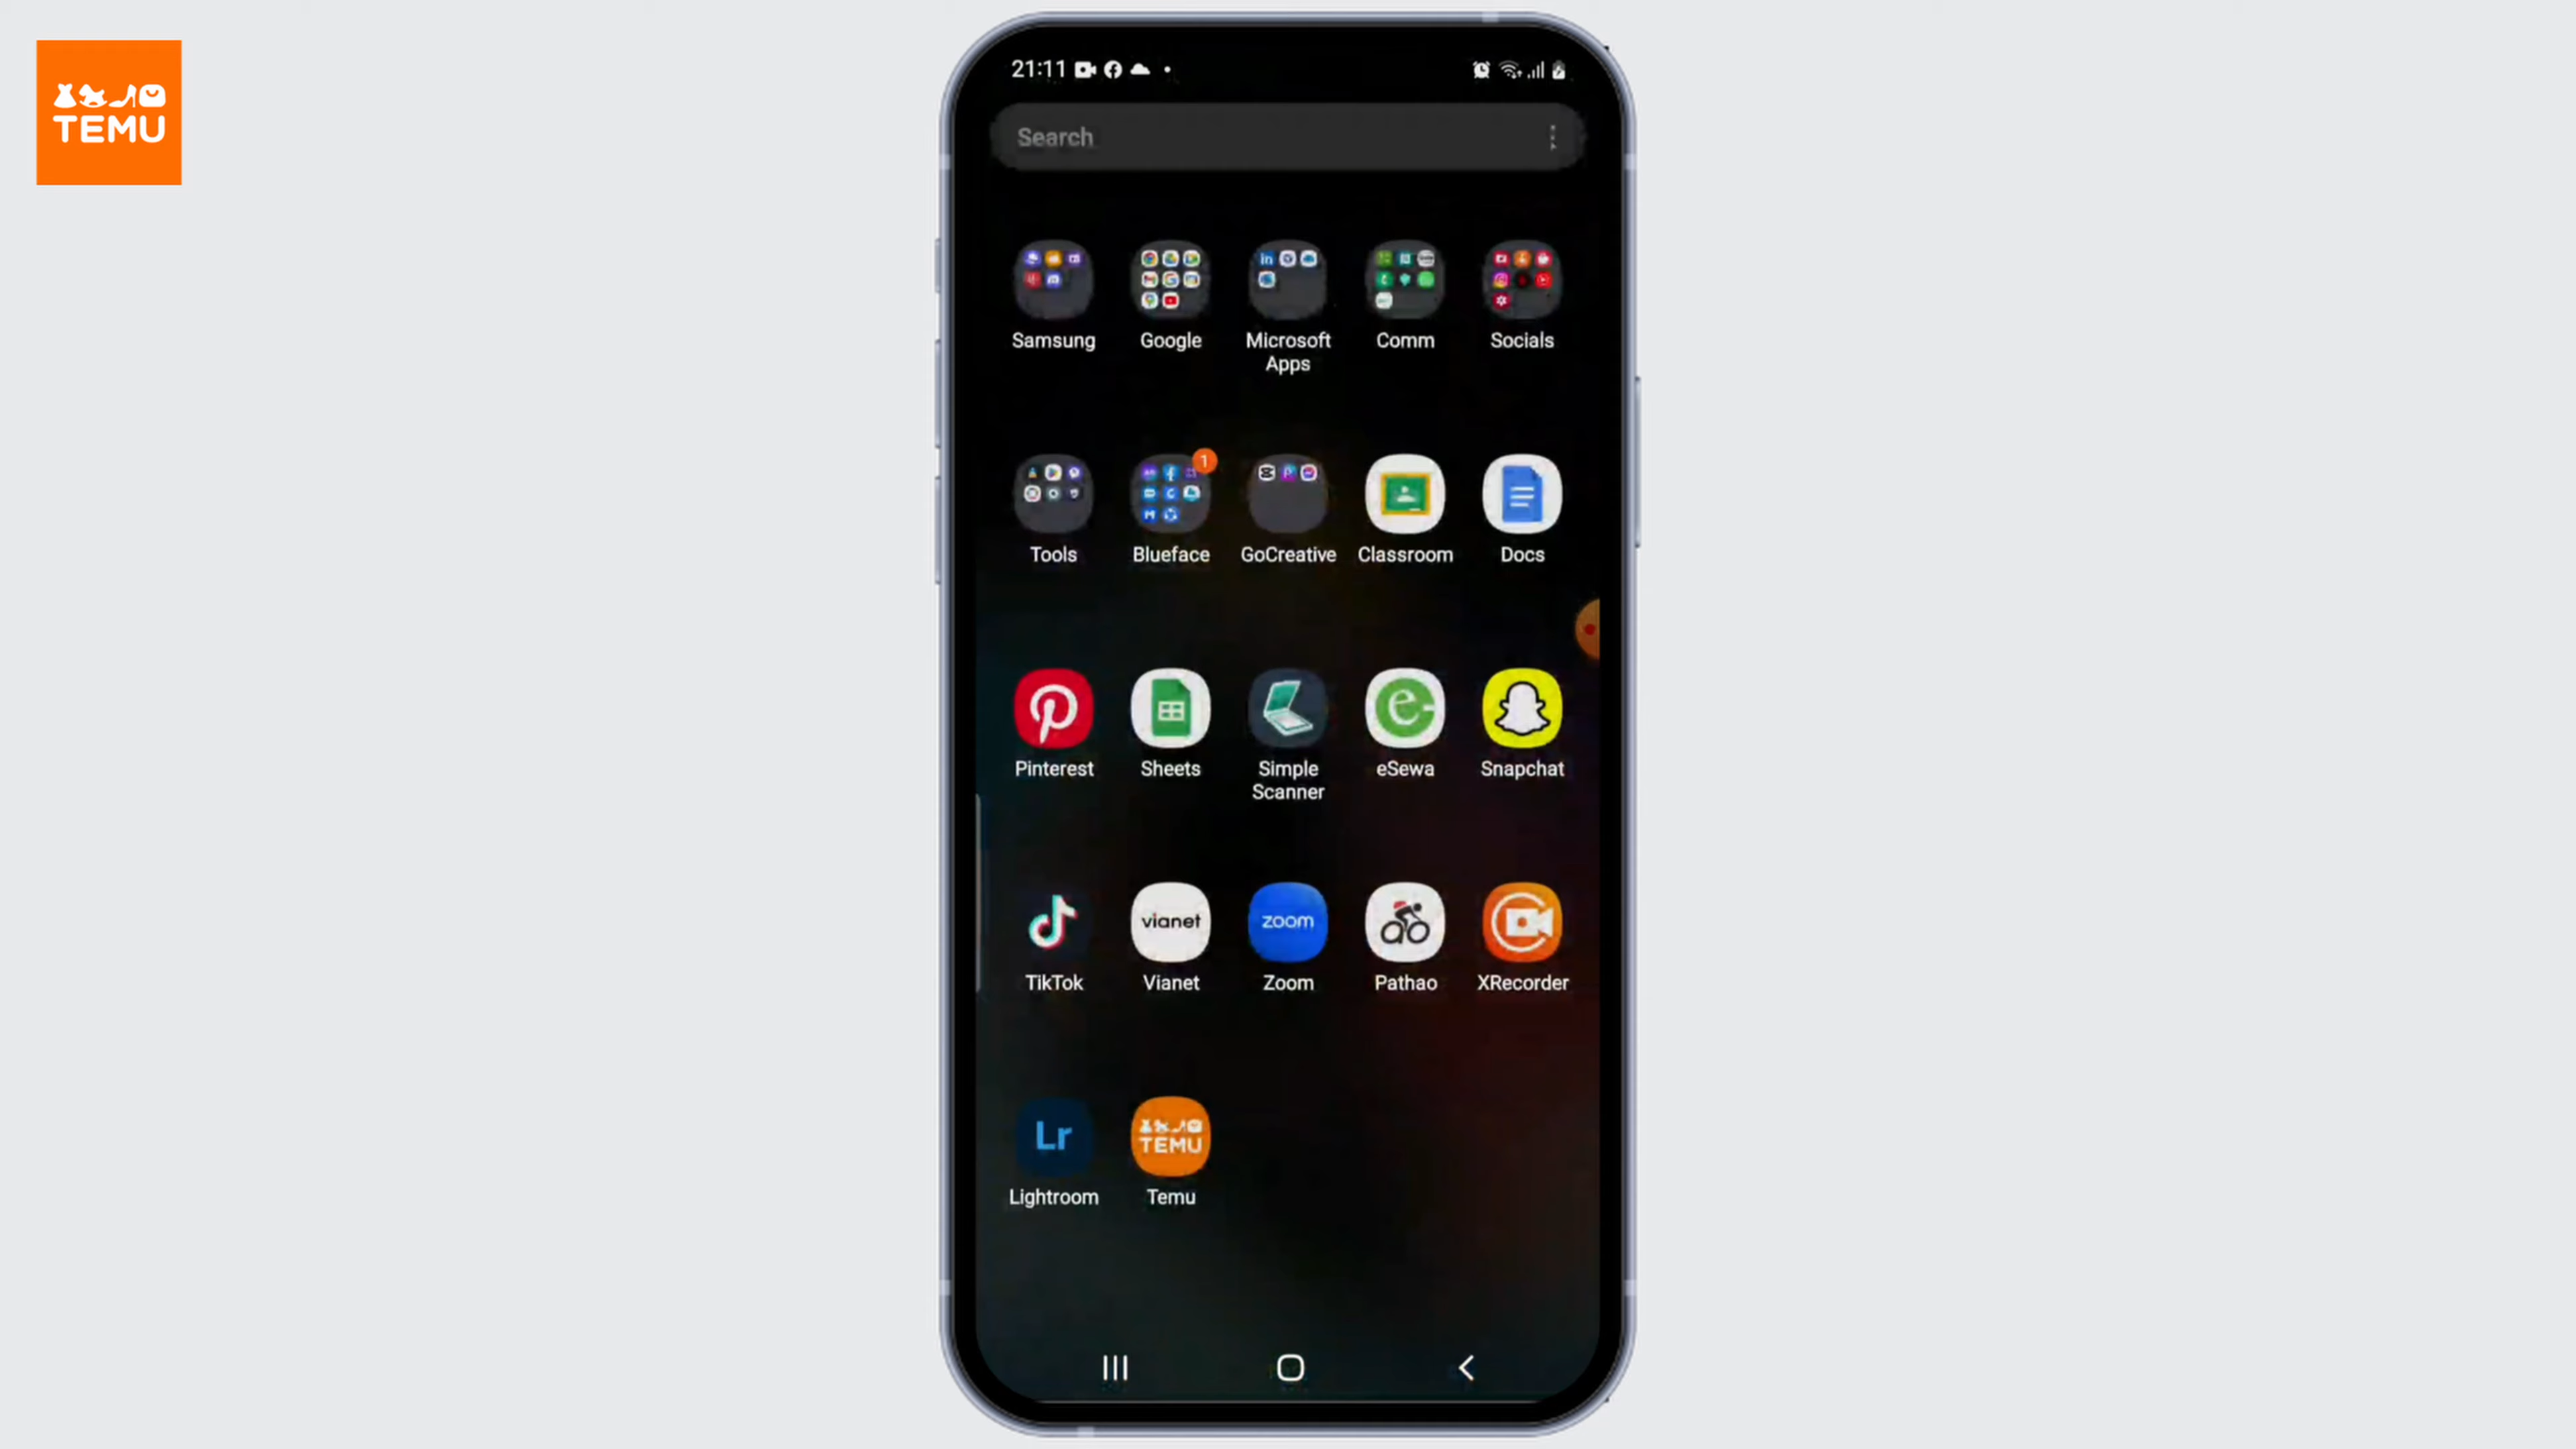 TEMU
21:11
Search
Samsung
Google
Microsoft
Apps
Comm
Socials
1
Tools
Blueface
GoCreative
Classroom
Docs
Pinterest
Sheets
Simple
Scanner
eSewa
Snapchat
vianet
zoom
TikTok
Vianet
Zoom
Pathao
XRecorder
Lr
TEMU
Lightroom
Temu